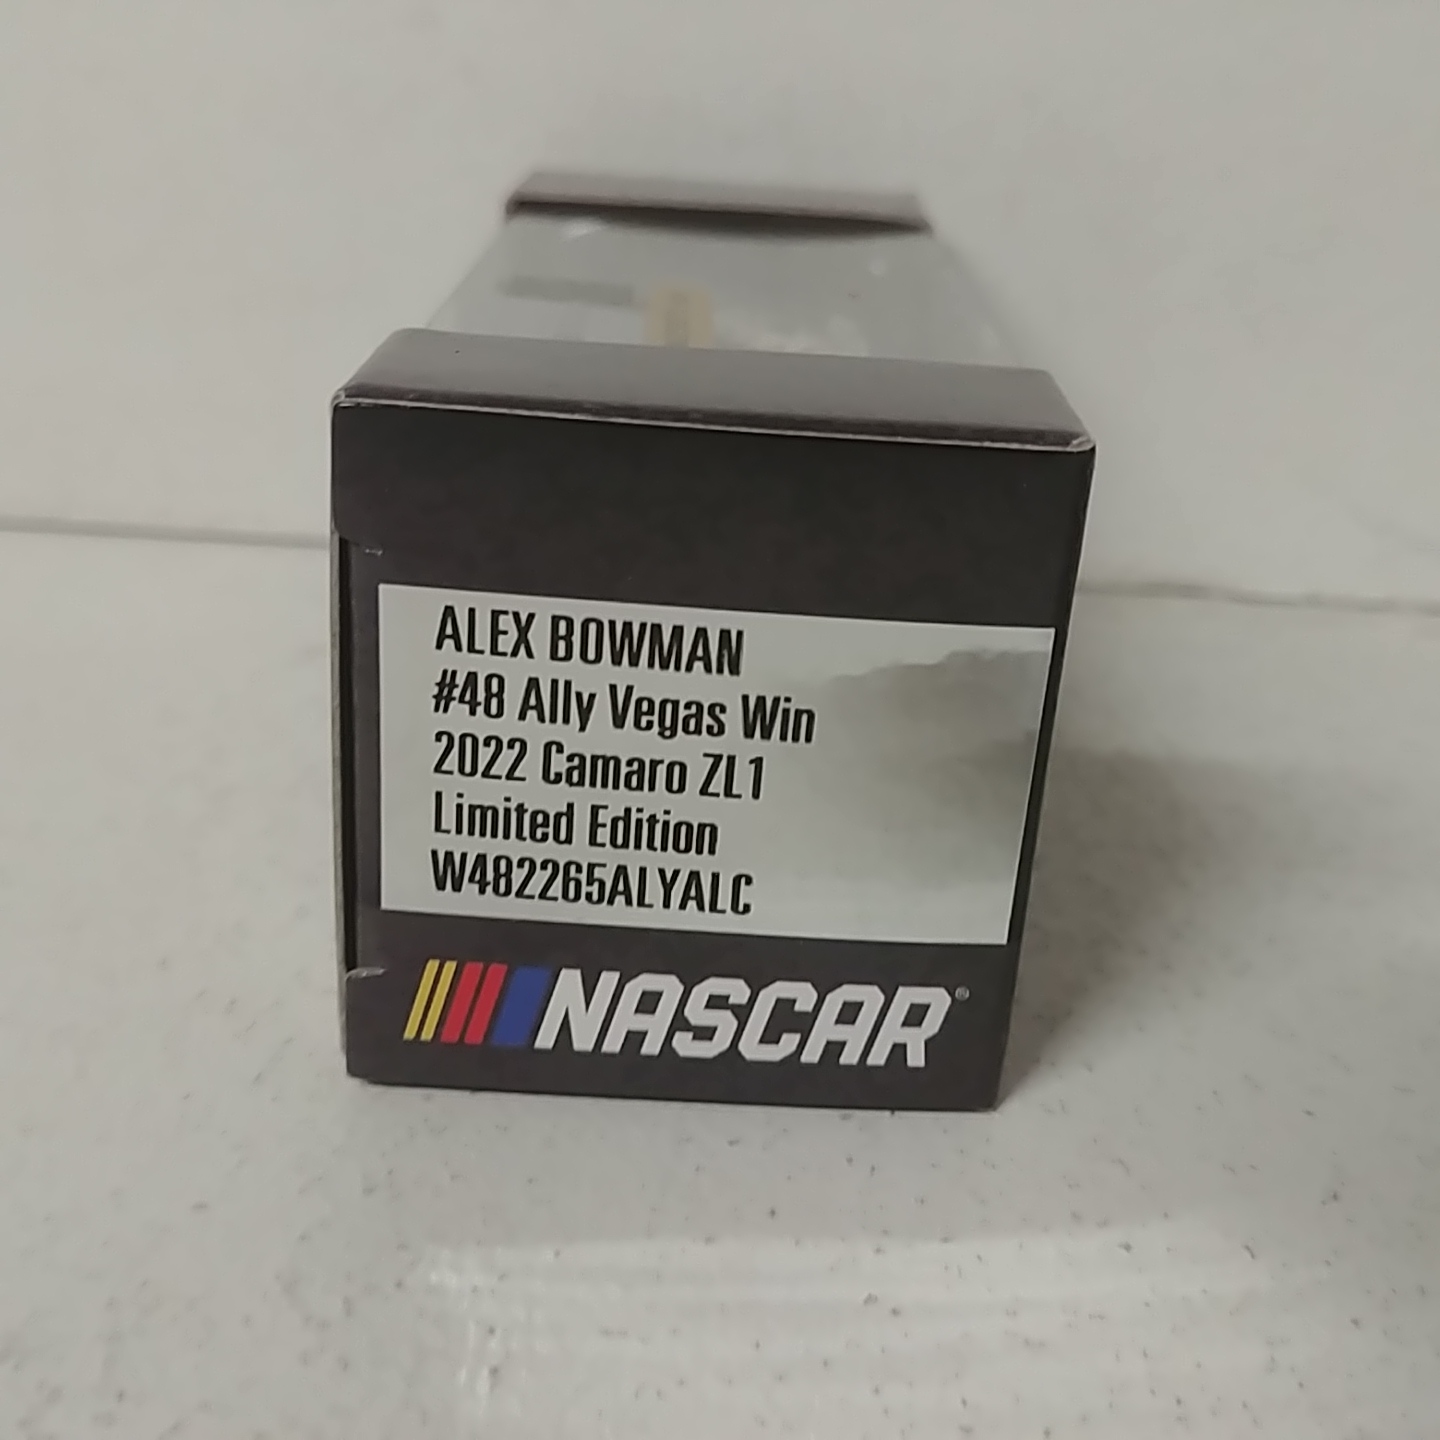 ALEX BOWMAN
#48 Ally Vegas Win
2022 Camaro ZL1
Limited Edition
W482265ALYALC
NASCAR®